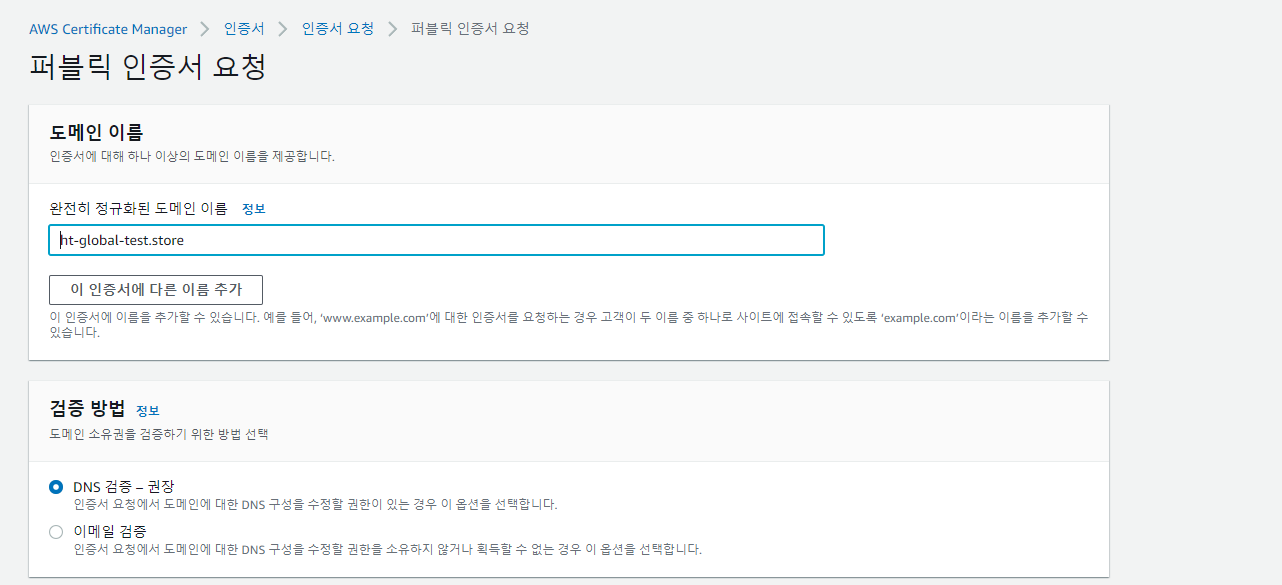 AWS Certificate Manager > 인증서 > 인증서 요청 > 퍼블릭 인증서 요청
퍼블릭 인증서 요청
도메인 이름
인증서에 대해 하나 이상의 도메인 이름을 제공합니다.
완전히 정규화된 도메인 이름 정보
ht-global-test.store
이 인증서에 다른 이름 추가
이 인증서에 이름을 추가할 수 있습니다. 예를 들어, 'www.example.com'에 대한 인증서를 요청하는 경우 고객이 두 이름 중 하나로 사이트에 접속할 수 있도록 'example.com'이라는 이름을 추가할 수
있습니다.
검증 방법 정보
도메인 소유권을 검증하기 위한 방법 선택
DNS 검증 – 권장
인증서 요청에서 도메인에 대한 DNS 구성을 수정할 권한이 있는 경우 이 옵션을 선택합니다.
이메일 검증
인증서 요청에서 도메인에 대한 DNS 구성을 수정할 권한을 소유하지 않거나 획득할 수 없는 경우 이 옵션을 선택합니다.